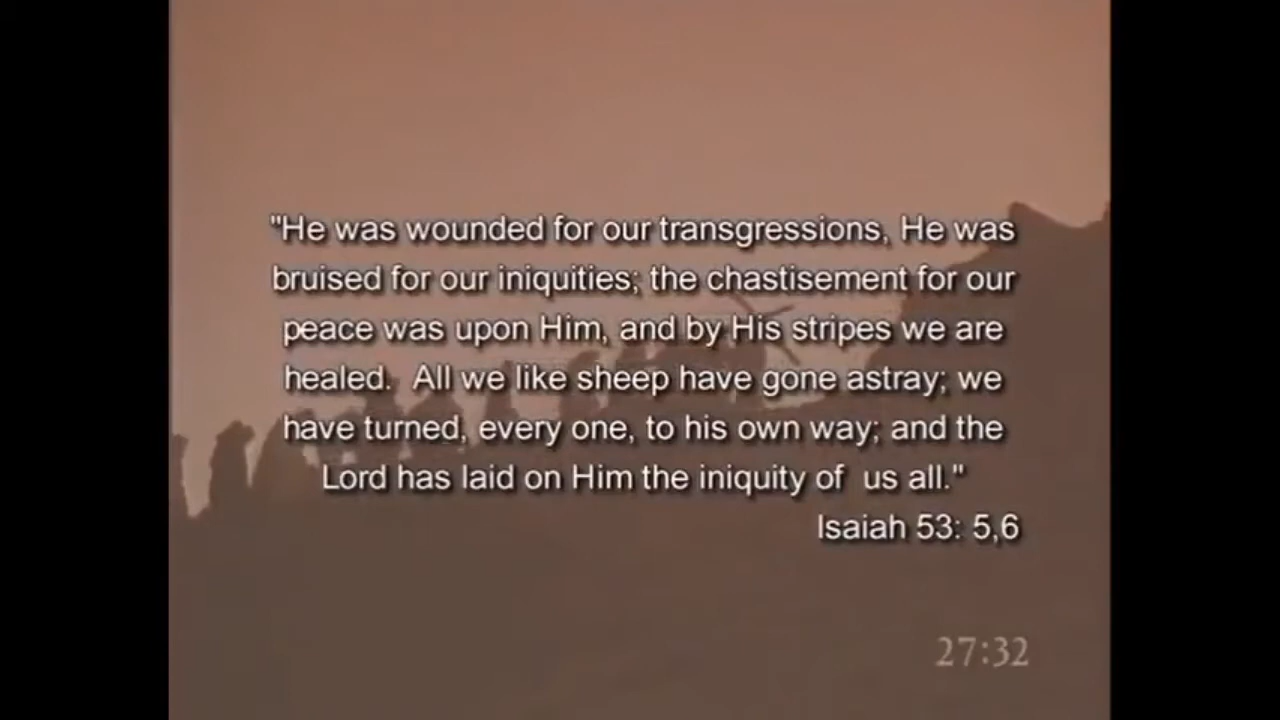 "He was wounded for our transgressions, He was
bruised for our iniquities; the chastisement for our
peace was upon Him, and by His stripes we are
healed.  All we like sheep have gone astray; we
have turned, every one, to his own way; and the
Lord has laid on Him the iniquity of  us all."
Isaiah 53: 5,6
27:32